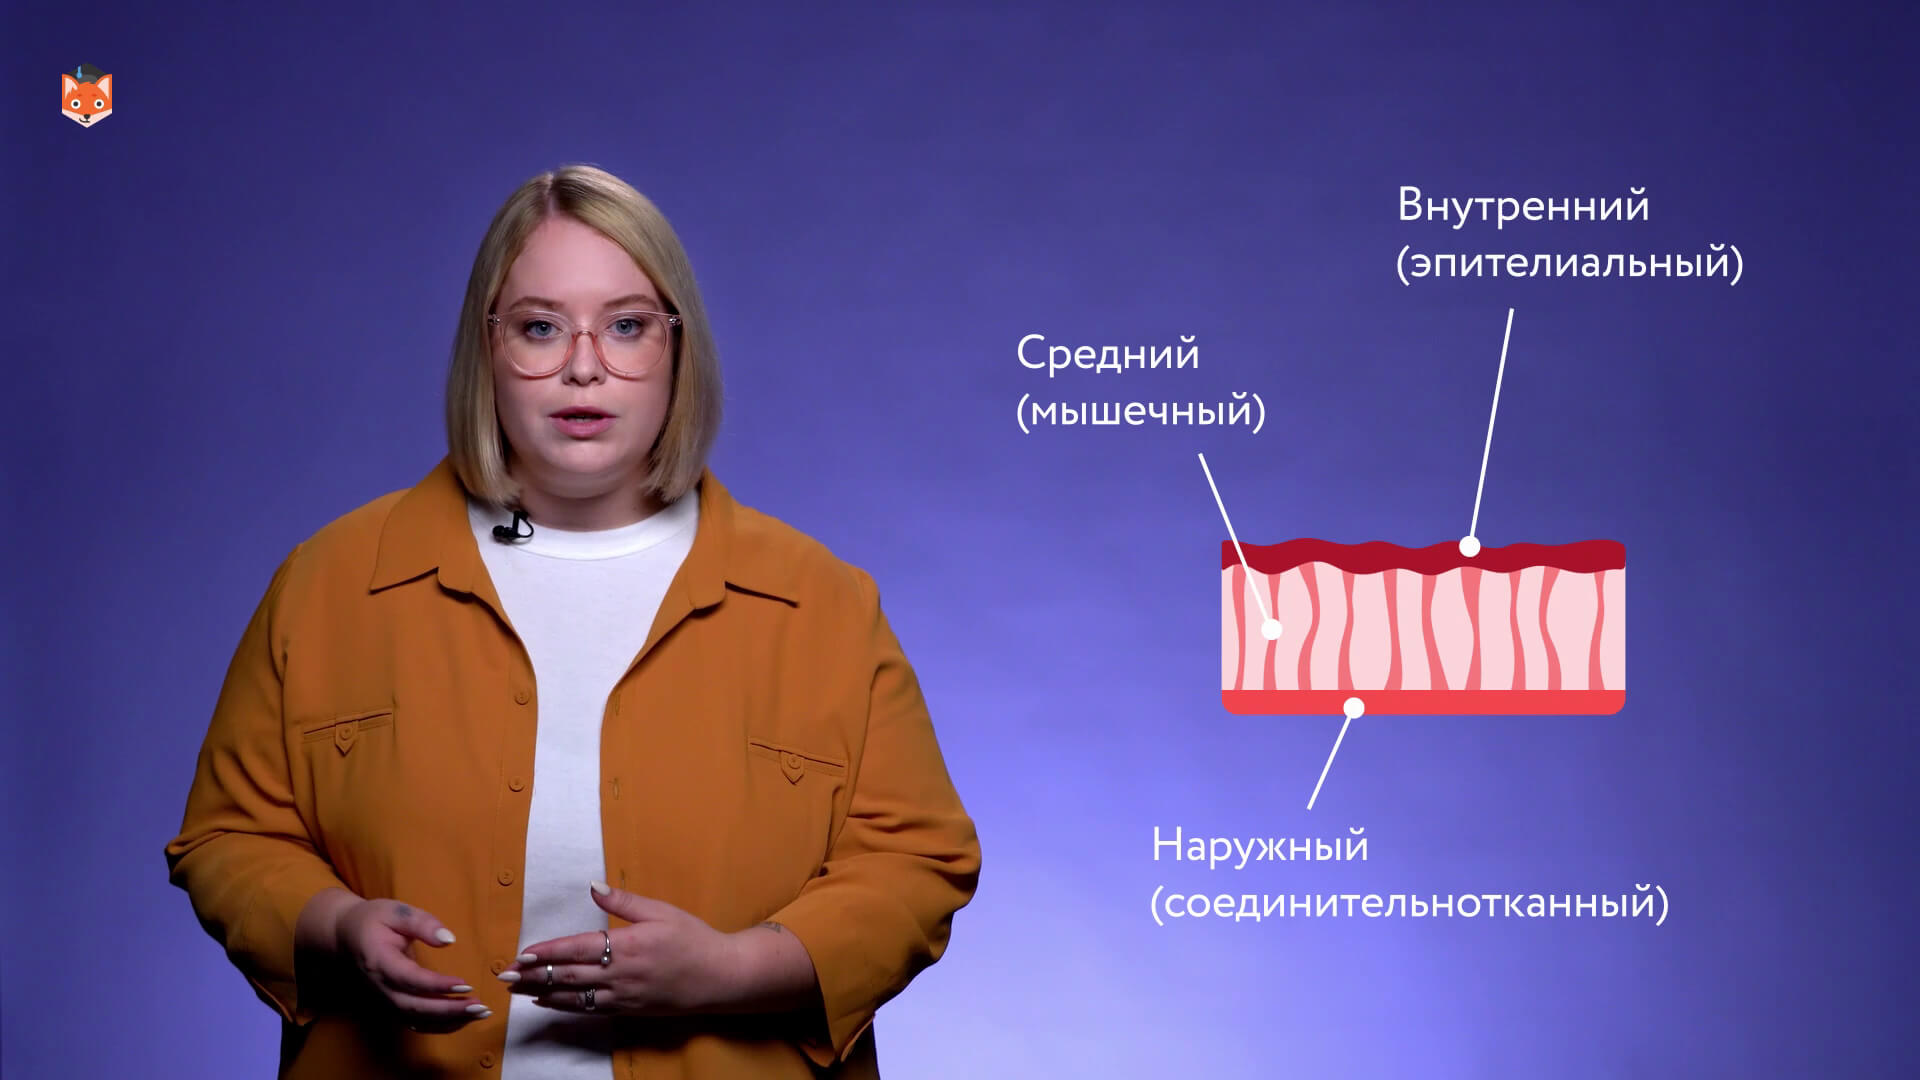 Внутренний
(эпителиальный)
Средний
(мышечный)
Наружный
(соединительнотканный)